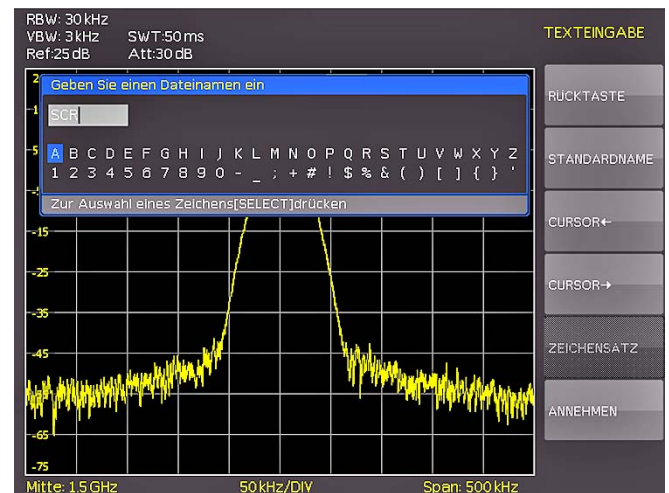 RBW: 30 kHz
VBW: 3 kHz SWT:50 ms
Ref:25 dB Att:30 dB
TEXTEINGABE
Geben Sie einen Dateinamen ein
SCR
A B C D E F G H I J K L M N O P Q R S T U V W X Y Z
1 2 3 4 5 6 7 8 9 0 - _ ; + # ! $ % & ( ) [ ] { } '
Zur Auswahl eines Zeichens[SELECT]drücken
RÜCKTASTE
STANDARDNAME
CURSOR←
CURSOR→
ZEICHENSATZ
ANNEHMEN
-15
-25
-35
-45
-65
-75
Mitte: 1.5 GHz 50 kHz/DIV Span: 500 kHz